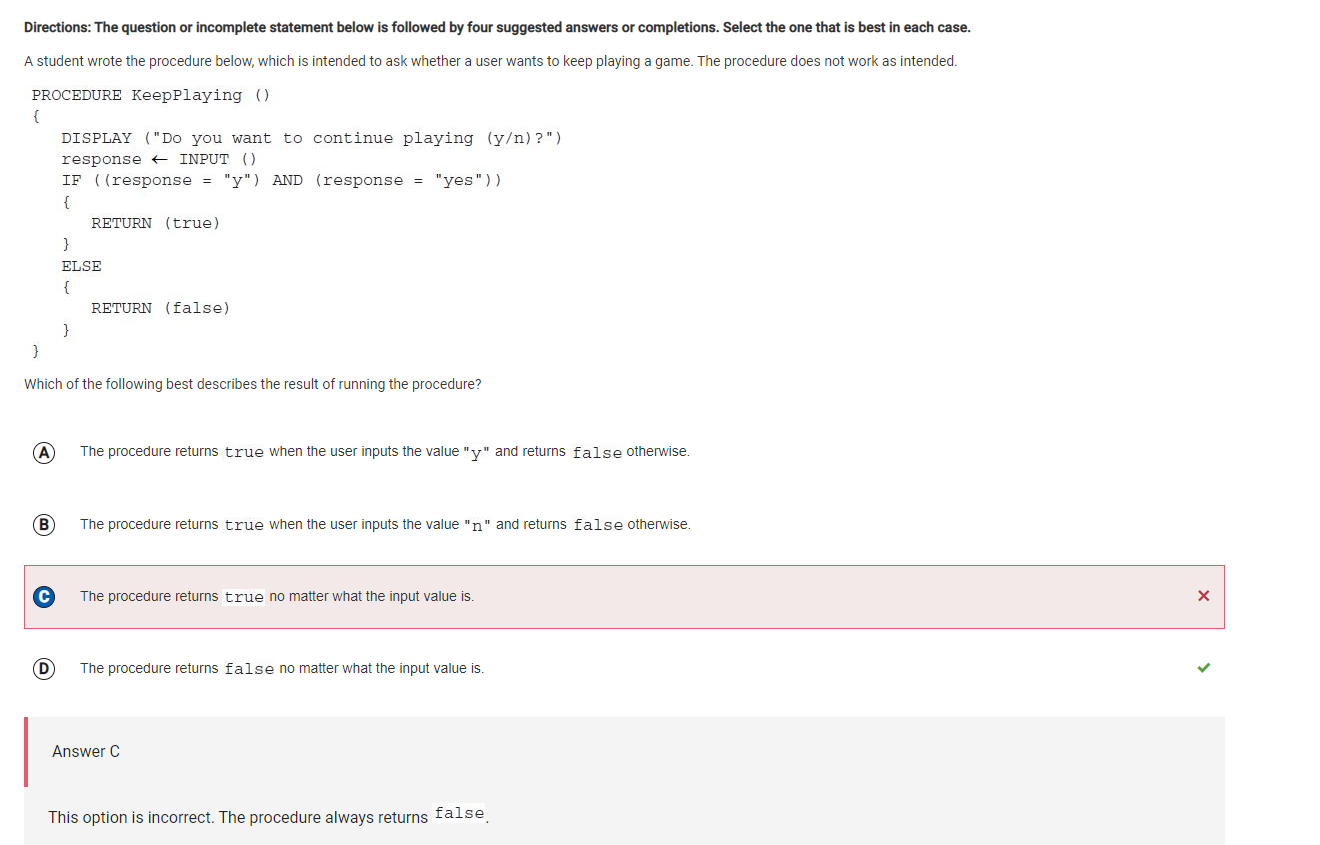 Directions: The question or incomplete statement below is followed by four suggested answers or completions. Select the one that is best in each case.
A student wrote the procedure below, which is intended to ask whether a user wants to keep playing a game. The procedure does not work as intended.
PROCEDURE KeepPlaying ()
{
DISPLAY ("Do you want to continue playing (y/n)?")
response ← INPUT ()
IF ((response = "y") AND (response = "yes"))
{
RETURN (true)
}
ELSE
{
RETURN (false)
}
}
Which of the following best describes the result of running the procedure?
A The procedure returns true when the user inputs the value "y" and returns false otherwise.
B The procedure returns true when the user inputs the value "n" and returns false otherwise.
C The procedure returns true no matter what the input value is.
D The procedure returns false no matter what the input value is.
Answer C
This option is incorrect. The procedure always returns false.